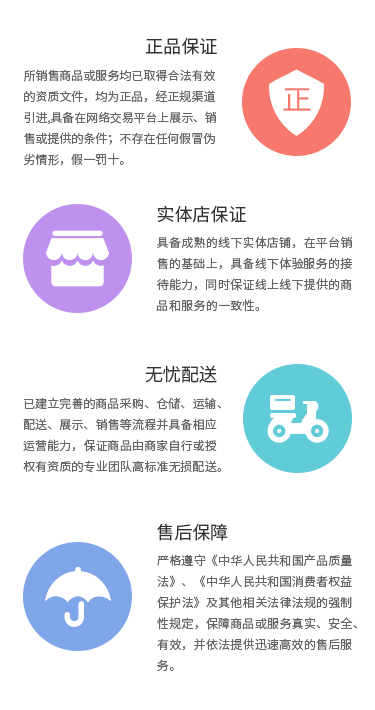 正品保证
所销售商品或服务均已取得合法有效
的资质文件，均为正品，经正规渠道
引进,具备在网络交易平台上展示、销
售或提供的条件；不存在任何假冒伪
劣情形，假一罚十。
正
实体店保证
具备成熟的线下实体店铺，在平台销
售的基础上，具备线下体验服务的接
待能力，同时保证线上线下提供的商
品和服务的一致性。
无忧配送
已建立完善的商品采购、仓储、运输、
配送、展示、销售等流程并具备相应
运营能力，保证商品由商家自行或授
权有资质的专业团队高标准无损配送。
售后保障
严格遵守《中华人民共和国产品质量
法》、《中华人民共和国消费者权益
保护法》及其他相关法律法规的强制
性规定，保障商品或服务真实、安全、
有效，并依法提供迅速高效的售后服
务。